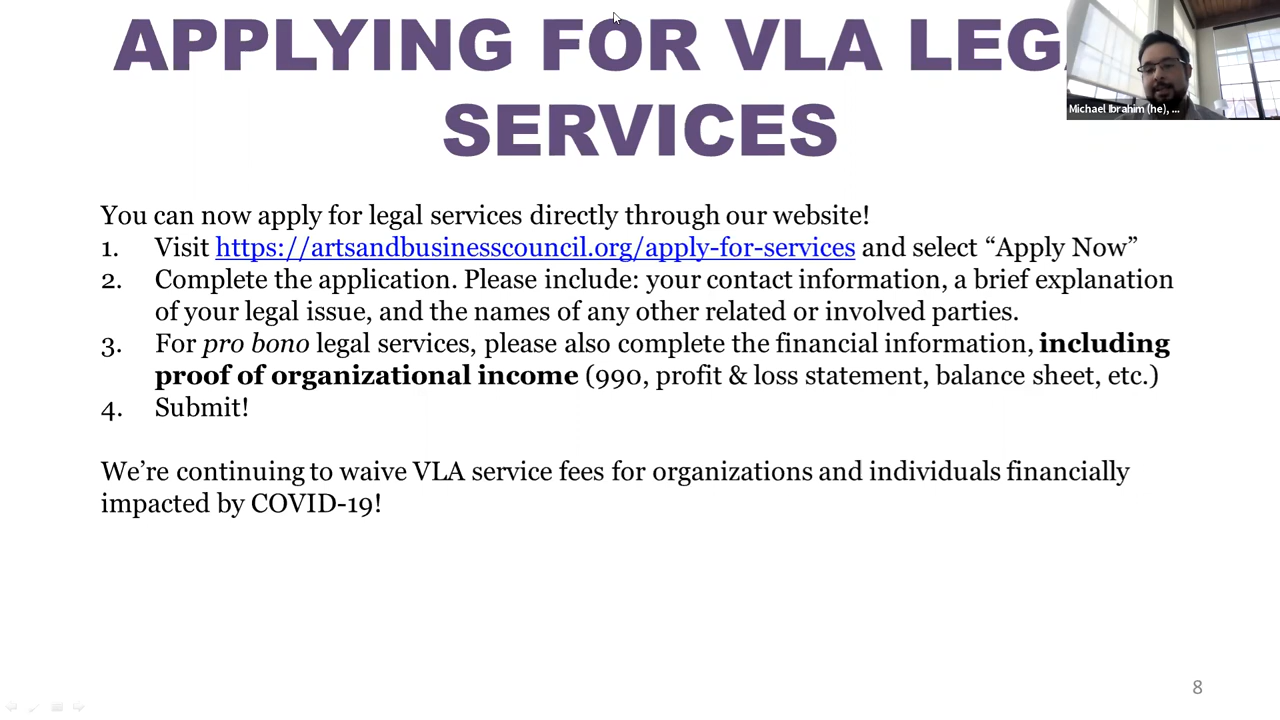 APPLYING FOR VLA LEG
SERVICES
Michael Ibrahim (he), ...
You can now apply for legal services directly through our website!
1. Visit https://artsandbusinesscouncil.org/apply-for-services and select “Apply Now”
2. Complete the application. Please include: your contact information, a brief explanation
of your legal issue, and the names of any other related or involved parties.
3. For pro bono legal services, please also complete the financial information, including
proof of organizational income (990, profit & loss statement, balance sheet, etc.)
4. Submit!
We’re continuing to waive VLA service fees for organizations and individuals financially
impacted by COVID-19!
8